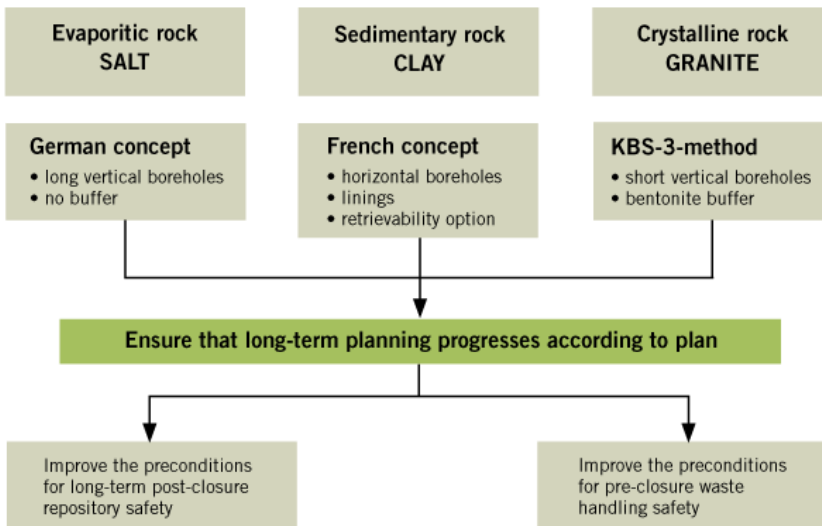 Evaporitic rock
SALT
Sedimentary rock
CLAY
Crystalline rock
GRANITE
German concept
• long vertical boreholes
• no buffer
French concept
• horizontal boreholes
• linings
• retrievability option
KBS-3-method
• short vertical boreholes
• bentonite buffer
Ensure that long-term planning progresses according to plan
Improve the preconditions
for long-term post-closure
repository safety
Improve the preconditions
for pre-closure waste
handling safety